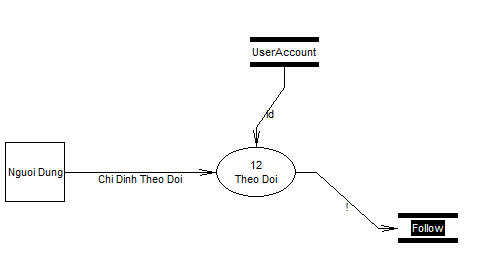 UserAccount
Id
12
Theo Doi
Nguoi Dung
Chi Dinh Theo Doi
!
Follow